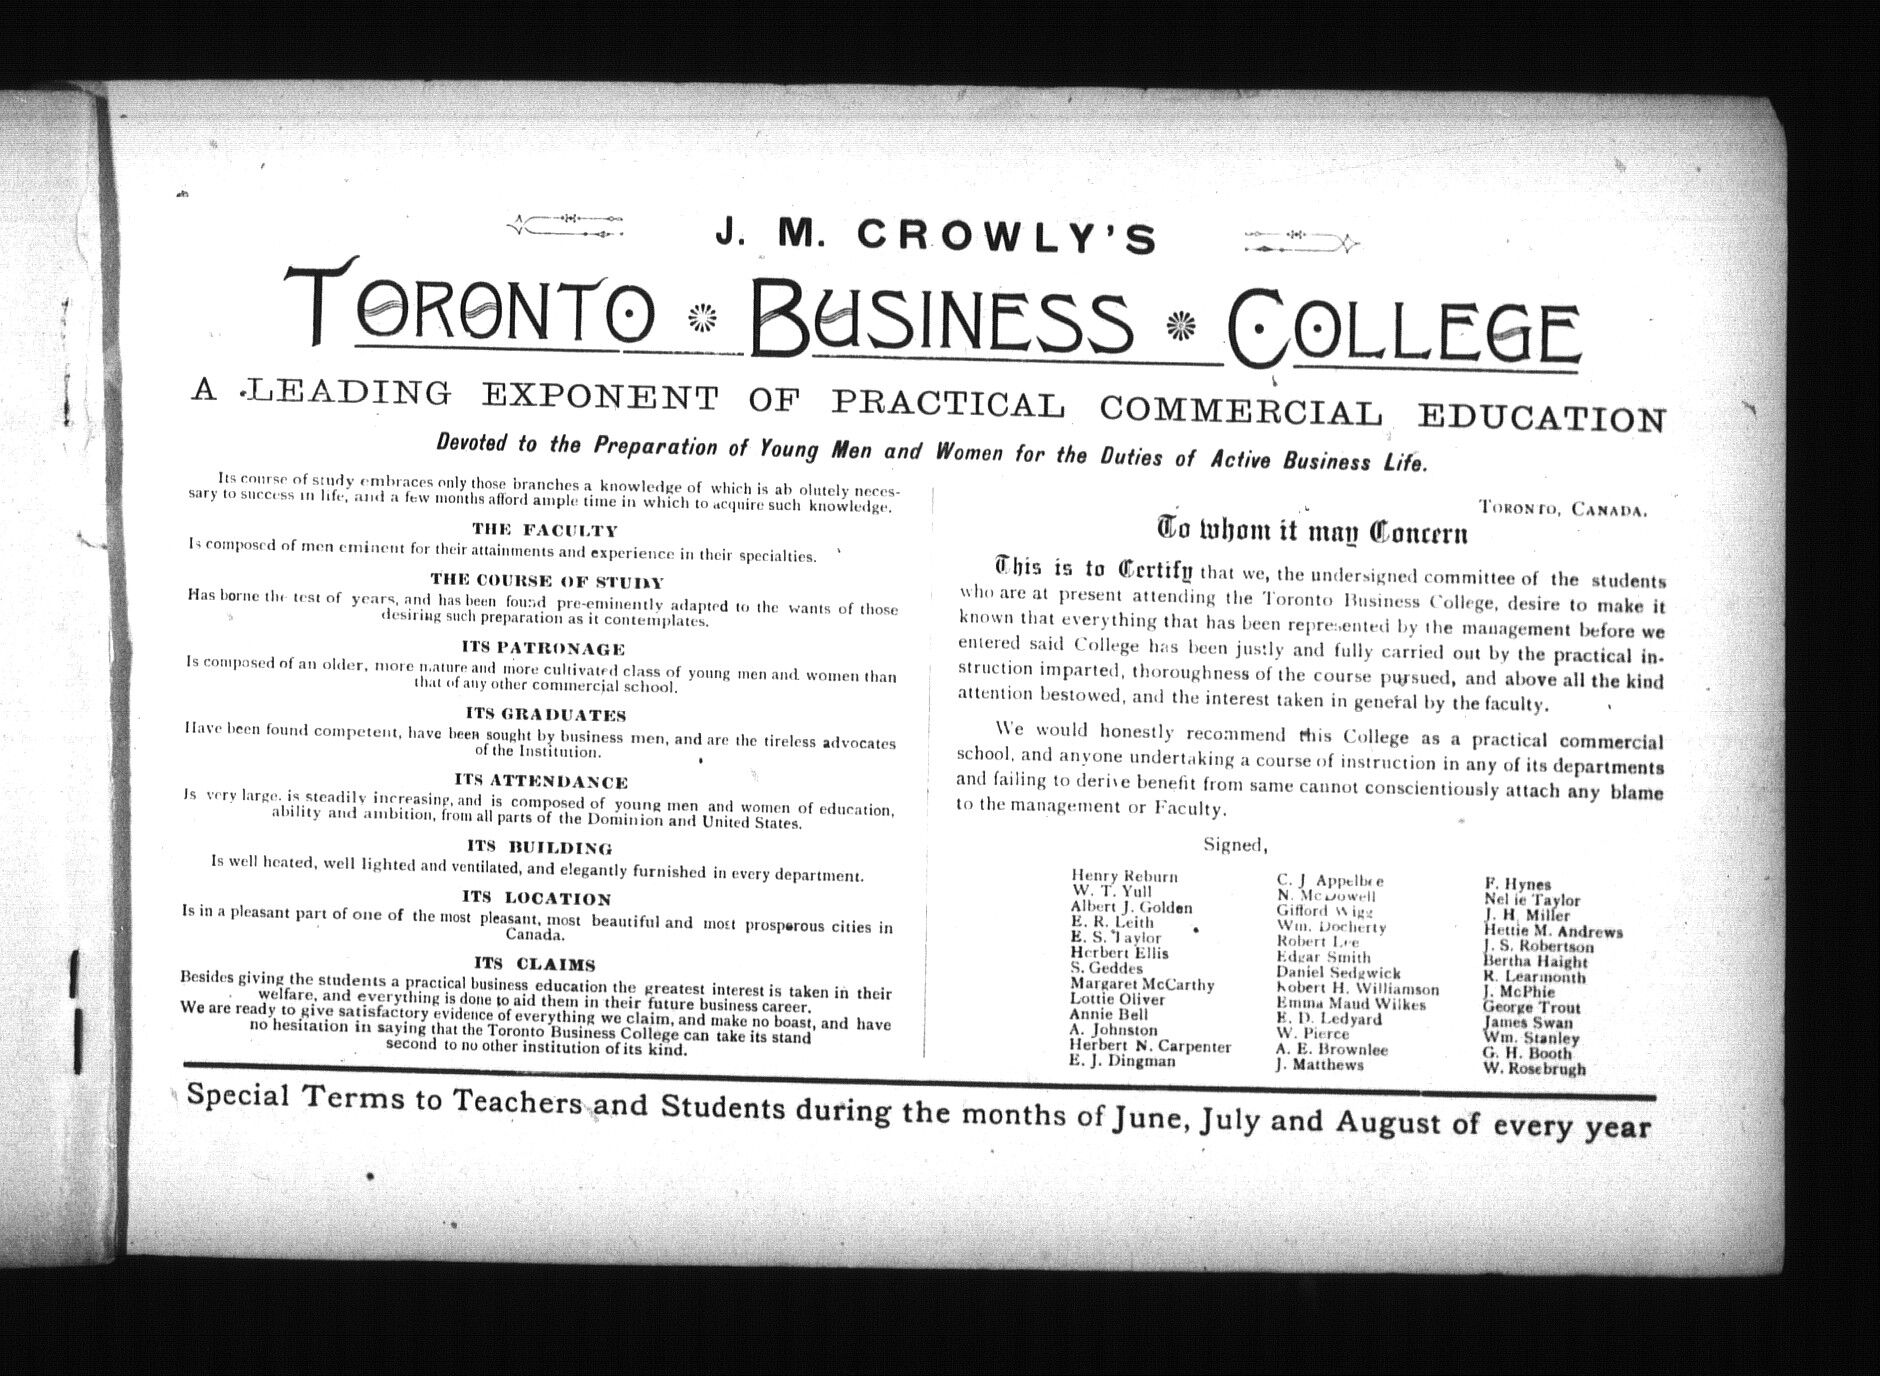 J. M. CROWLY'S
TORONTO BUSINESS COLLEGE
A LEADING EXPONENT OF PRACTICAL COMMERCIAL EDUCATION
Devoted to the Preparation of Young Men and Women for the Duties of Active Business Life.
Its course of study embraces only those branches a knowledge of which is ab olutely neces-
sary to success in life, and a few months afford ample time in which to acquire such knowledge.
THE FACULTY
Is composed of men eminent for their attainments and experience in their specialties.
THE COURSE OF STUDY
Has borne the test of years, and has been found pre-eminently adapted to the wants of those
desiring such preparation as it contemplates.
ITS PATRONAGE
Is composed of an older, more mature and more cultivated class of young men and women than
that of any other commercial school.
ITS GRADUATES
Have been found competent, have been sought by business men, and are the tireless advocates
of the Institution.
ITS ATTENDANCE
Is very large, is steadily increasing, and is composed of young men and women of education,
ability and ambition, from all parts of the Dominion and United States.
ITS BUILDING
Is well heated, well lighted and ventilated, and elegantly furnished in every department.
ITS LOCATION
Is in a pleasant part of one of the most pleasant, most beautiful and most prosperous cities in
Canada.
ITS CLAIMS
Besides giving the students a practical business education the greatest interest is taken in their
welfare, and everything is done to aid them in their future business career.
We are ready to give satisfactory evidence of everything we claim, and make no boast, and have
no hesitation in saying that the Toronto Business College can take its stand
second to no other institution of its kind.
TORONTO, CANADA.
To whom it may Concern
This is to Certify that we, the undersigned committee of the students
who are at present attending the Toronto Business College, desire to make it
known that everything that has been represented by the management before we
entered said College has been justly and fully carried out by the practical in-
struction imparted, thoroughness of the course pursued, and above all the kind
attention bestowed, and the interest taken in general by the faculty.
We would honestly recommend this College as a practical commercial
school, and anyone undertaking a course of instruction in any of its departments
and failing to derive benefit from same cannot conscientiously attach any blame
to the management or Faculty.
Signed,
Henry Reburn
W. T. Yull
Albert J. Golden
E. R. Leith
E. S. Taylor
Herbert Ellis
S. Geddes
Margaret McCarthy
Lottie Oliver
Annie Bell
A. Johnston
Herbert N. Carpenter
E. J. Dingman
C. J Appelbee
N. McDowell
Gifford Wigg
Wm. Docherty
Robert Lee
Edgar Smith
Daniel Sedgwick
Robert H. Williamson
Emma Maud Wilkes
E. D. Ledyard
W. Pierce
A. E. Brownlee
J. Matthews
F. Hynes
Nellie Taylor
J. H. Miller
Hettie M. Andrews
J. S. Robertson
Bertha Haight
R. Learmonth
J. McPhie
George Trout
James Swan
Wm. Stanley
G. H. Booth
W. Rosebrugh
Special Terms to Teachers and Students during the months of June, July and August of every year